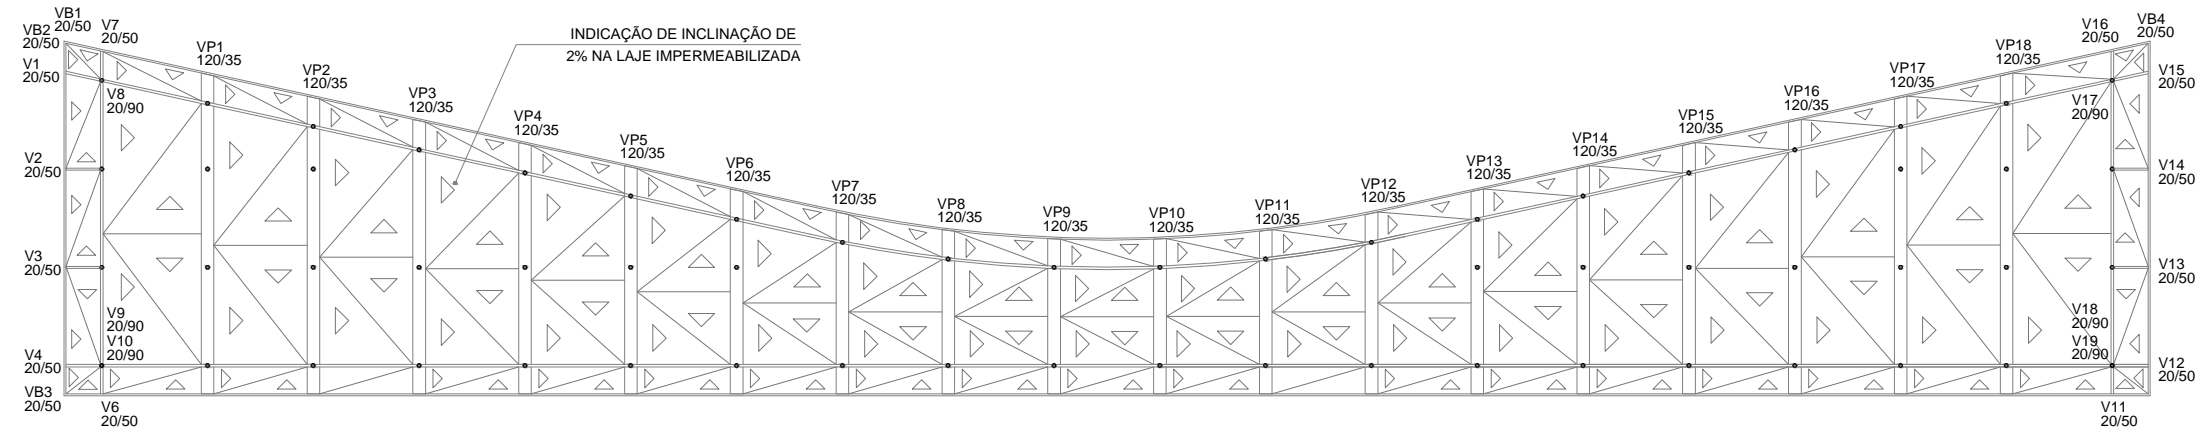 VB1
20/50
VB2
20/50
V1
20/50
V7
20/50
V8
20/90
V2
20/50
V3
20/50
V9
20/90
V10
20/90
V4
20/50
VB3
20/50
V6
20/50
INDICAÇÃO DE INCLINAÇÃO DE
2% NA LAJE IMPERMEABILIZADA
VP1
120/35
VP2
120/35
VP3
120/35
VP4
120/35
VP5
120/35
VP6
120/35
VP7
120/35
VP8
120/35
VP9
120/35
VP10
120/35
VP11
120/35
VP12
120/35
VP13
120/35
VP14
120/35
VP15
120/35
VP16
120/35
VP17
120/35
VP18
120/35
V16
20/50
VB4
20/50
V15
20/50
V17
20/90
V14
20/50
V13
20/50
V18
20/90
V19
20/90
V12
20/50
V11
20/50